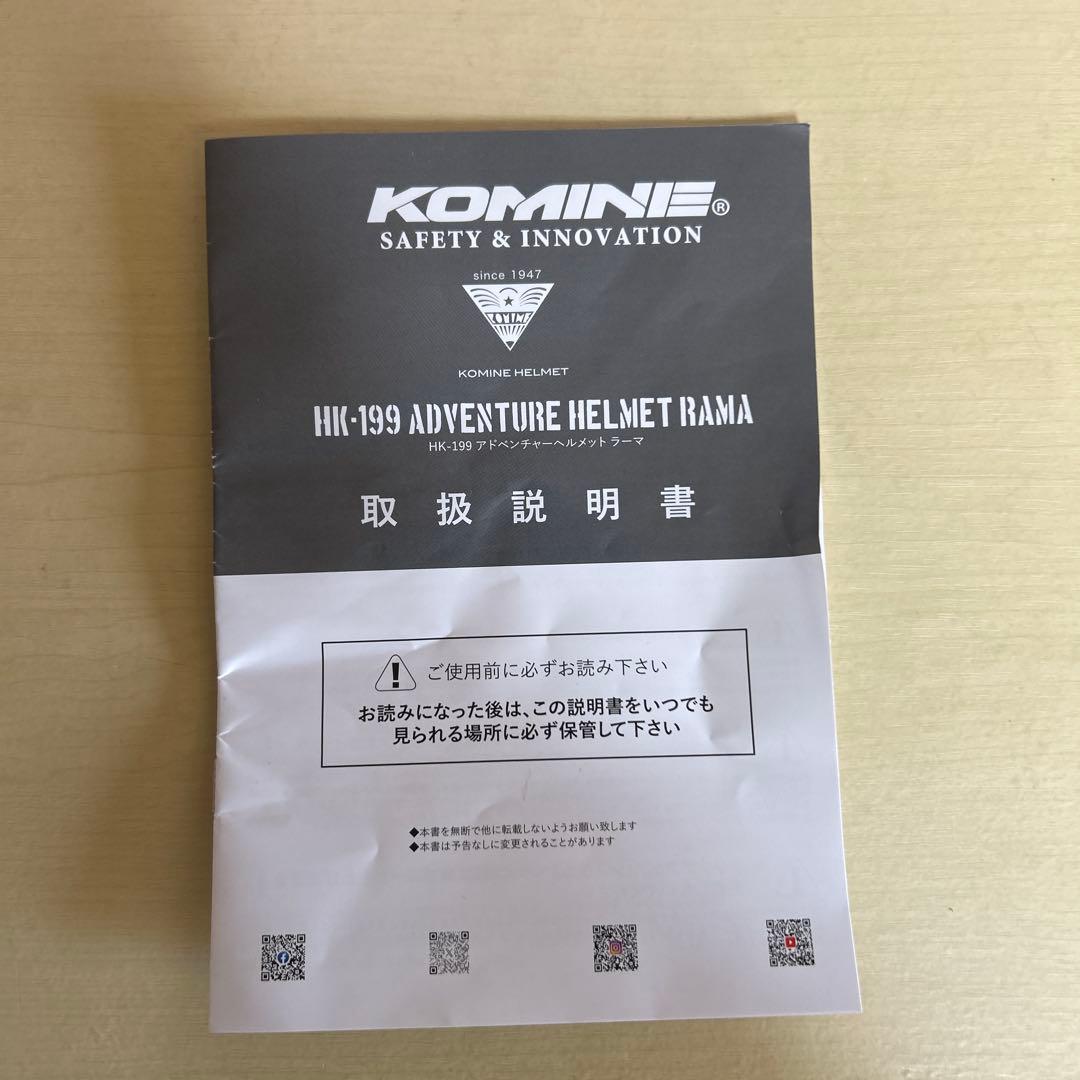 KOMINE®
SAFETY & INNOVATION
since 1947
KOMINE
KOMINE HELMET
HK-199 ADVENTURE HELMET RAMA
HK-199 アドベンチャーヘルメット ラーマ
取扱説明書
ご使用前に必ずお読み下さい
お読みになった後は、この説明書をいつでも
見られる場所に必ず保管して下さい
◆本書を無断で他に転載しないようお願い致します
◆本書は予告なしに変更されることがあります